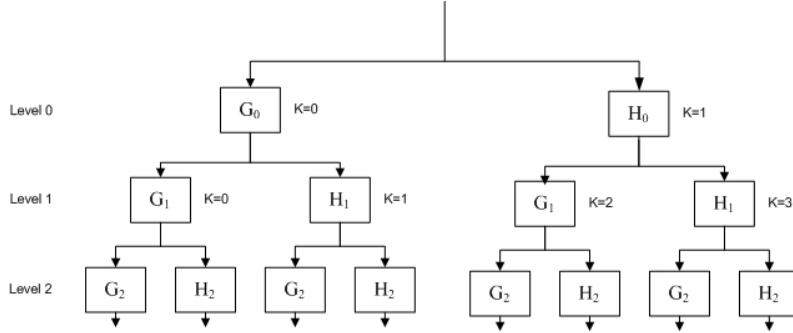 Level 0 G₀ K=0 H₀ K=1
Level 1 G₁ K=0 H₁ K=1 G₁ K=2 H₁ K=3
Level 2 G₂ H₂ G₂ H₂ G₂ H₂ G₂ H₂